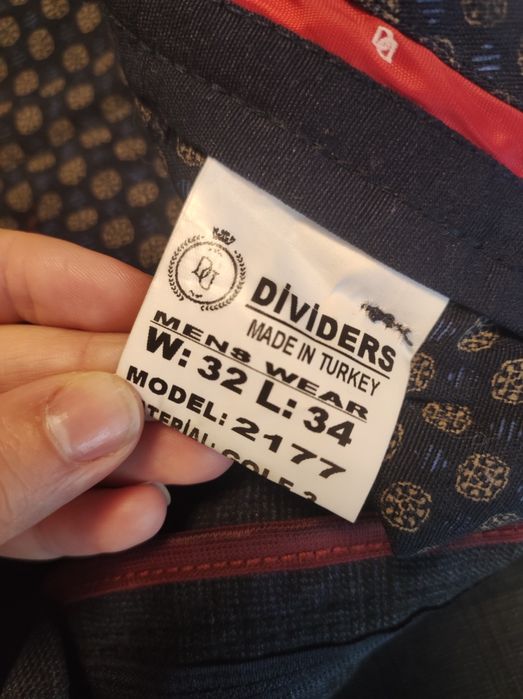 DİVİDERS
MADE IN TURKEY
MENS WEAR
W: 32 L: 34
MODEL: 2177